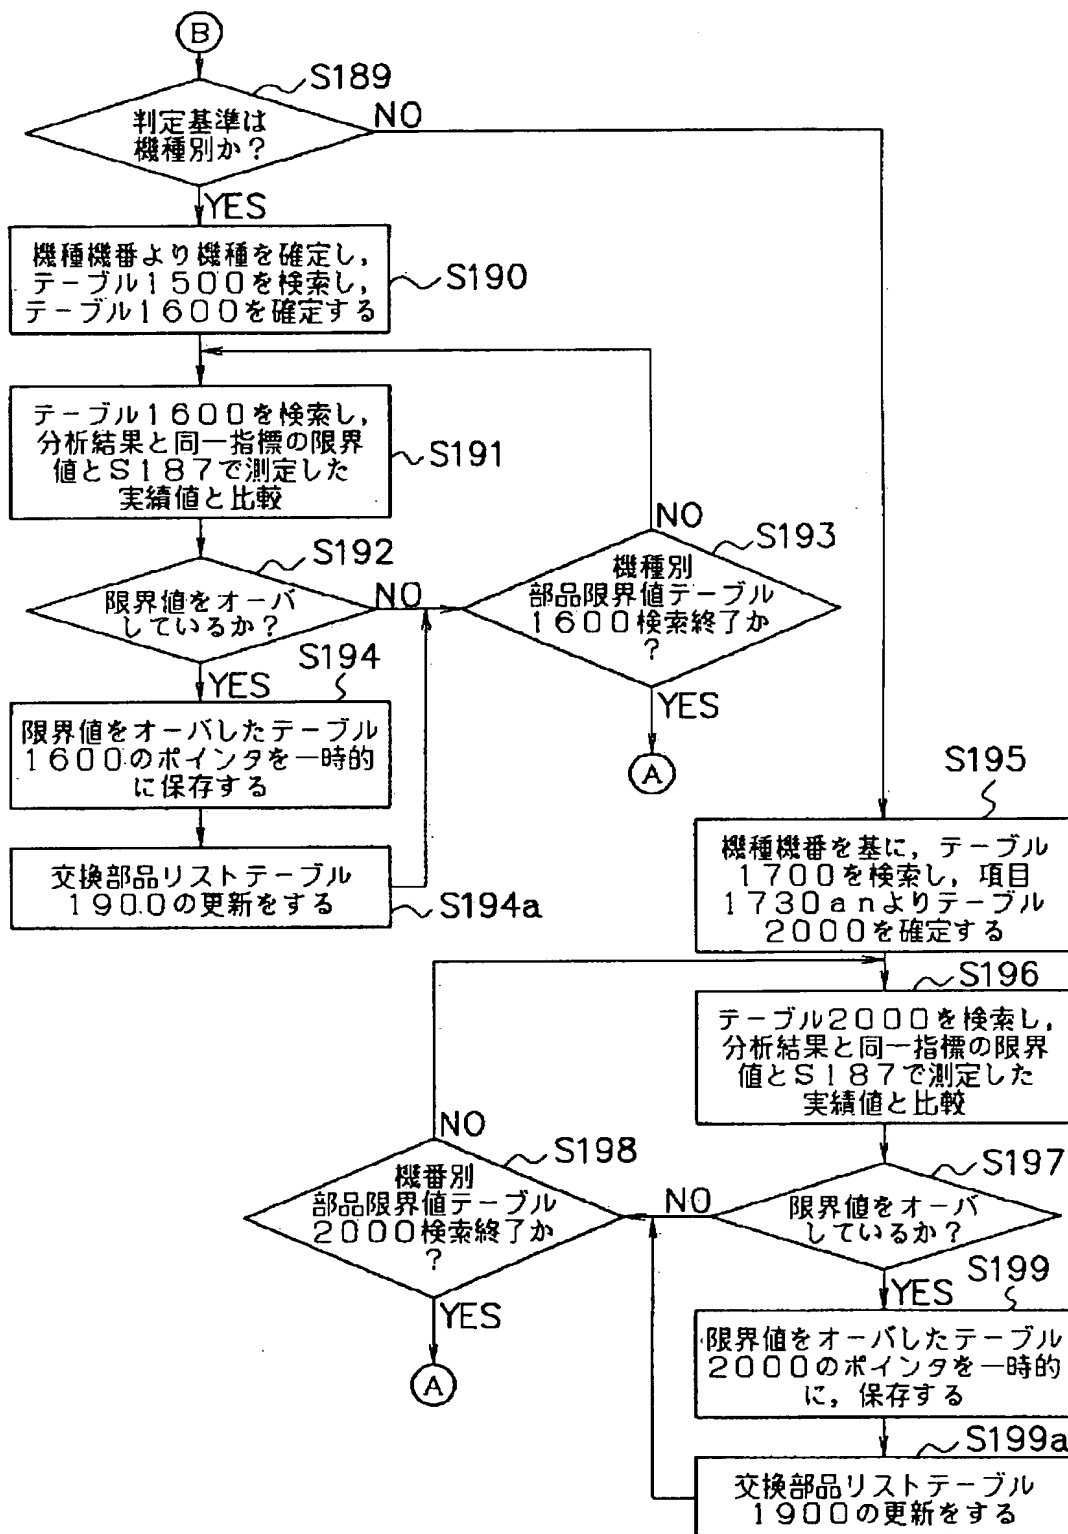 B
S189
判定基準は
機種別か?
NO
YES
機種機番より機種を確定し,
テーブル1500を検索し,
テーブル1600を確定する
S190
テーブル1600を検索し,
分析結果と同一指標の限界
値とS187で測定した
実績値と比較
S191
S192
限界値をオーバ
しているか?
NO
YES
NO
S193
機種別
部品限界値テーブル
1600検索終了か
?
YES
A
S194
限界値をオーバしたテーブル
1600のポインタを一時的
に保存する
交換部品リストテーブル
1900の更新をする
S194a
S195
機種機番を基に,テーブル
1700を検索し,項目
1730anよりテーブル
2000を確定する
S196
テーブル2000を検索し,
分析結果と同一指標の限界
値とS187で測定した
実績値と比較
S197
限界値をオーバ
しているか?
NO
YES
NO
S198
機番別
部品限界値テーブル
2000検索終了か
?
YES
A
S199
限界値をオーバしたテーブル
2000のポインタを一時的
に,保存する
S199a
交換部品リストテーブル
1900の更新をする